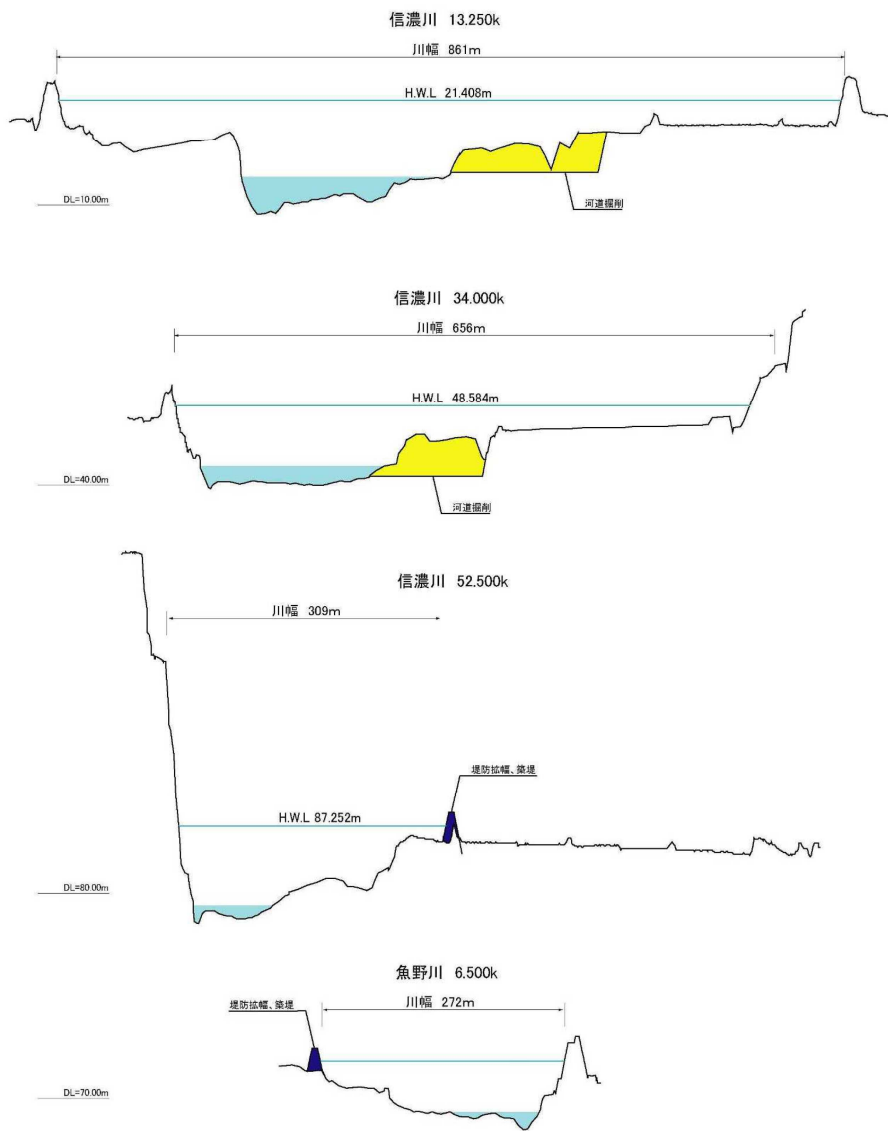 信濃川 13.250k
川幅 861m
H.W.L 21.408m
DL=10.00m
河道掘削
信濃川 34.000k
川幅 656m
H.W.L 48.584m
DL=40.00m
河道掘削
信濃川 52.500k
川幅 309m
堤防拡幅、築堤
H.W.L 87.252m
DL=80.00m
魚野川 6.500k
堤防拡幅、築堤
川幅 272m
DL=70.00m